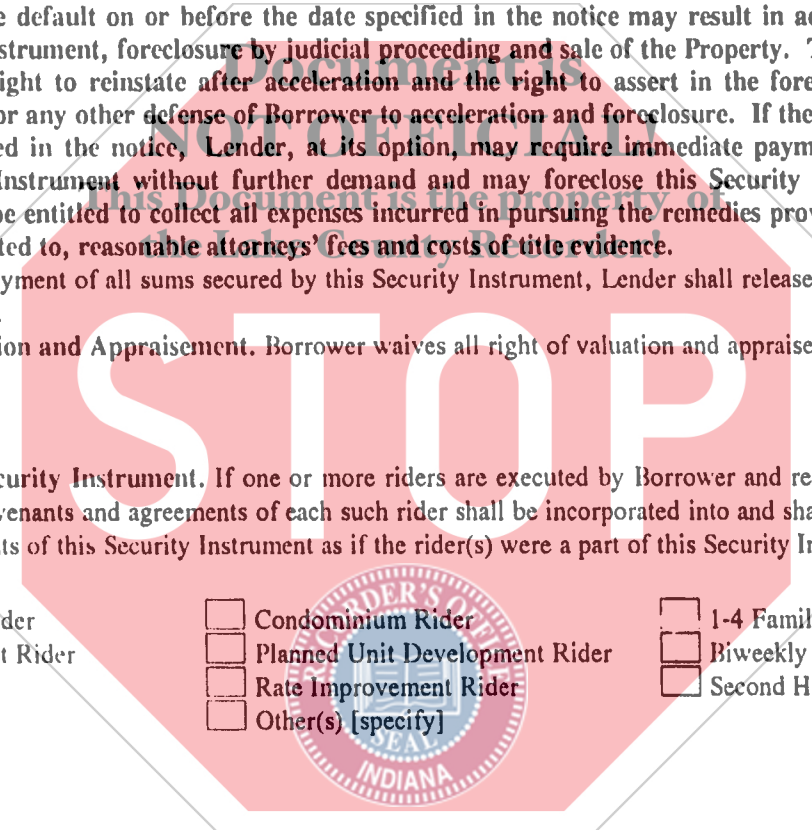 e default on or before the date specified in the notice may result in ac
strument, foreclosure by judicial proceeding and sale of the Property. T
Document is
ight to reinstate after acceleration and the right to assert in the fore
or any other defense of Borrower to acceleration and foreclosure. If the
NOT OFFICIAL!
ed in the notice, Lender, at its option, may require immediate paym
Instrument without further demand and may foreclose this Security
This Document is the property of
be entitled to collect all expenses incurred in pursuing the remedies prov
ted to, reasonable attorneys' fees and costs of title evidence.
the Lake County Recorder!
yment of all sums secured by this Security Instrument, Lender shall release
ion and Appraisement. Borrower waives all right of valuation and appraise
STOP
curity Instrument. If one or more riders are executed by Borrower and re
venants and agreements of each such rider shall be incorporated into and sha
ts of this Security Instrument as if the rider(s) were a part of this Security In
der Condominium Rider 1-4 Famil
t Rider Planned Unit Development Rider Biweekly
Rate Improvement Rider Second H
Other(s) [specify]
RECORDER'S OFFICE
SEAL
INDIANA